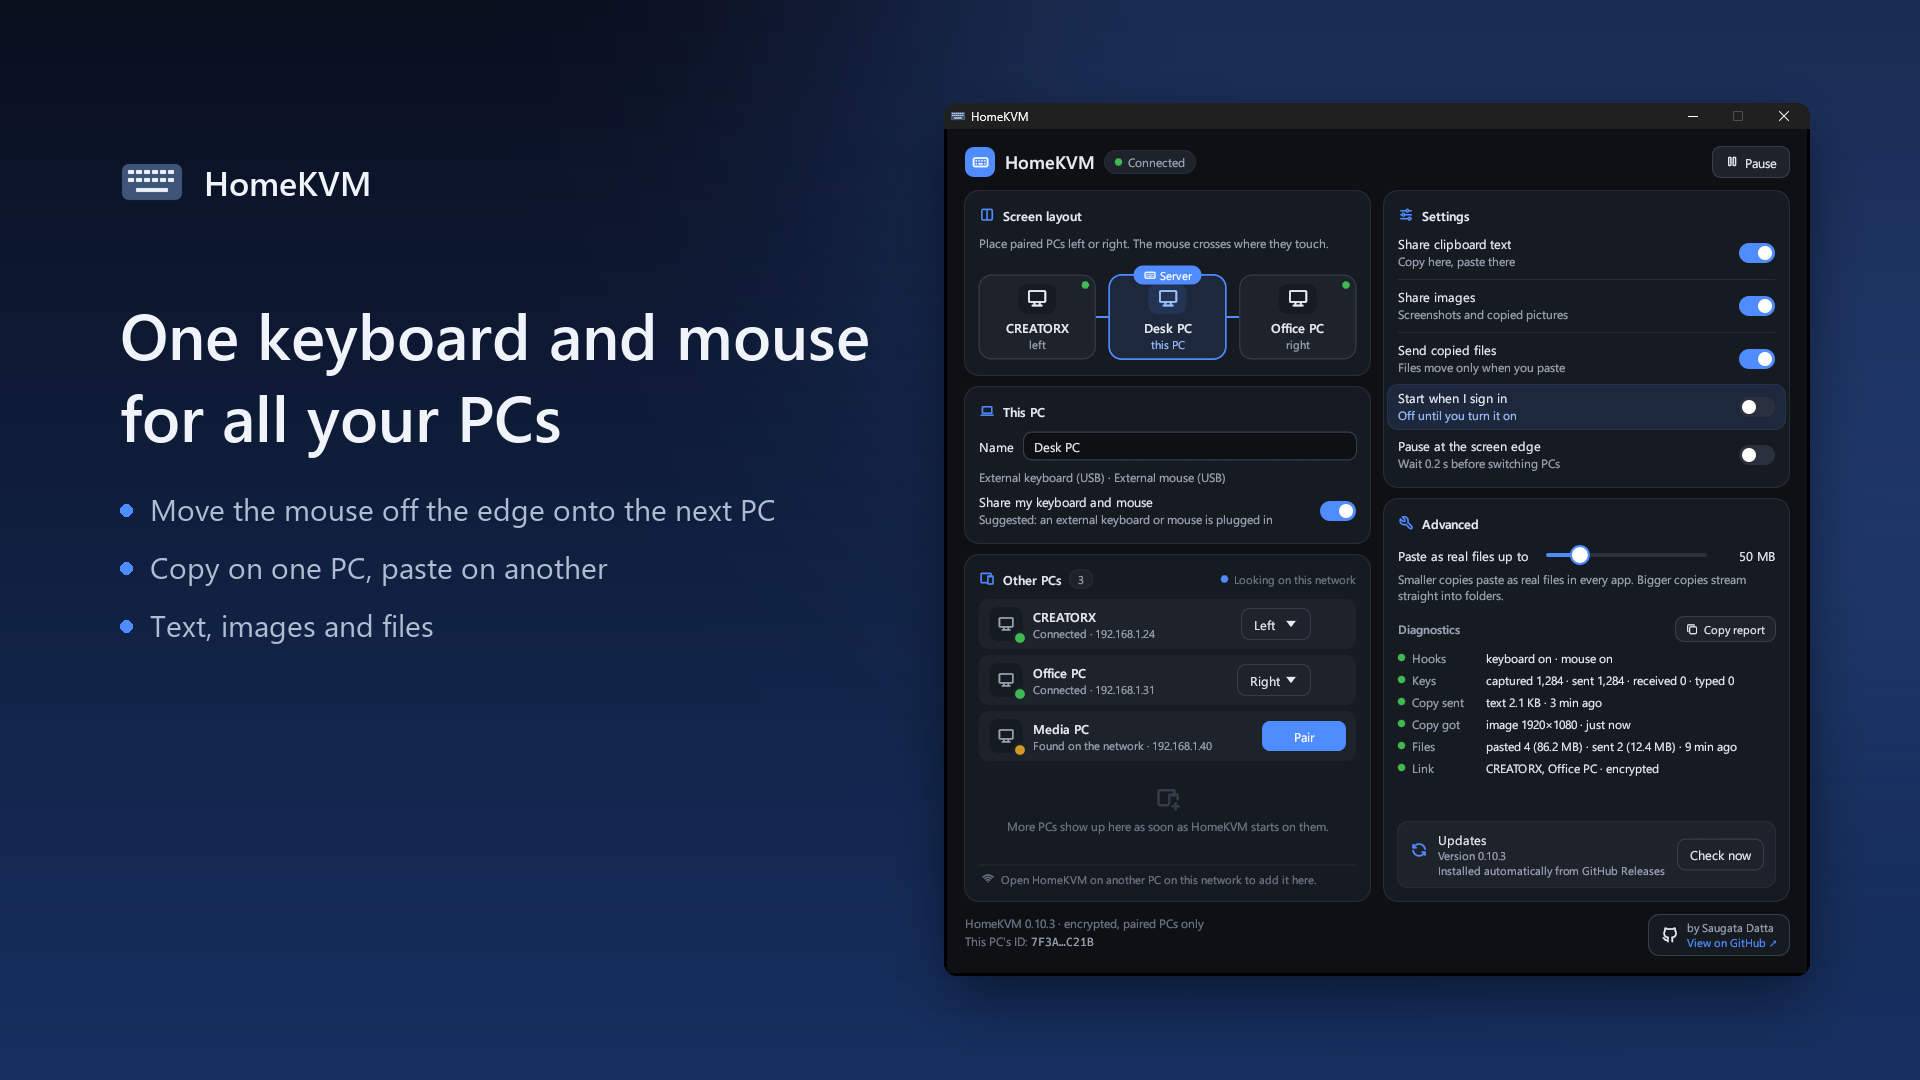 HomeKVM
One keyboard and mouse
for all your PCs
Move the mouse off the edge onto the next PC
Copy on one PC, paste on another
Text, images and files
HomeKVM
HomeKVM
Connected
Pause
Screen layout
Place paired PCs left or right. The mouse crosses where they touch.
Server
CREATORX
left
Desk PC
this PC
Office PC
right
This PC
Name
Desk PC
External keyboard (USB) · External mouse (USB)
Share my keyboard and mouse
Suggested: an external keyboard or mouse is plugged in
Other PCs
3
Looking on this network
CREATORX
Connected · 192.168.1.24
Left
Office PC
Connected · 192.168.1.31
Right
Media PC
Found on the network · 192.168.1.40
Pair
More PCs show up here as soon as HomeKVM starts on them.
Open HomeKVM on another PC on this network to add it here.
Settings
Share clipboard text
Copy here, paste there
Share images
Screenshots and copied pictures
Send copied files
Files move only when you paste
Start when I sign in
Off until you turn it on
Pause at the screen edge
Wait 0.2 s before switching PCs
Advanced
Paste as real files up to
50 MB
Smaller copies paste as real files in every app. Bigger copies stream
straight into folders.
Diagnostics
Copy report
Hooks keyboard on · mouse on
Keys captured 1,284 · sent 1,284 · received 0 · typed 0
Copy sent text 2.1 KB · 3 min ago
Copy got image 1920×1080 · just now
Files pasted 4 (86.2 MB) · sent 2 (12.4 MB) · 9 min ago
Link CREATORX, Office PC · encrypted
Updates
Version 0.10.3
Installed automatically from GitHub Releases
Check now
HomeKVM 0.10.3 · encrypted, paired PCs only
This PC's ID: 7F3A…C21B
by Saugata Datta
View on GitHub ↗